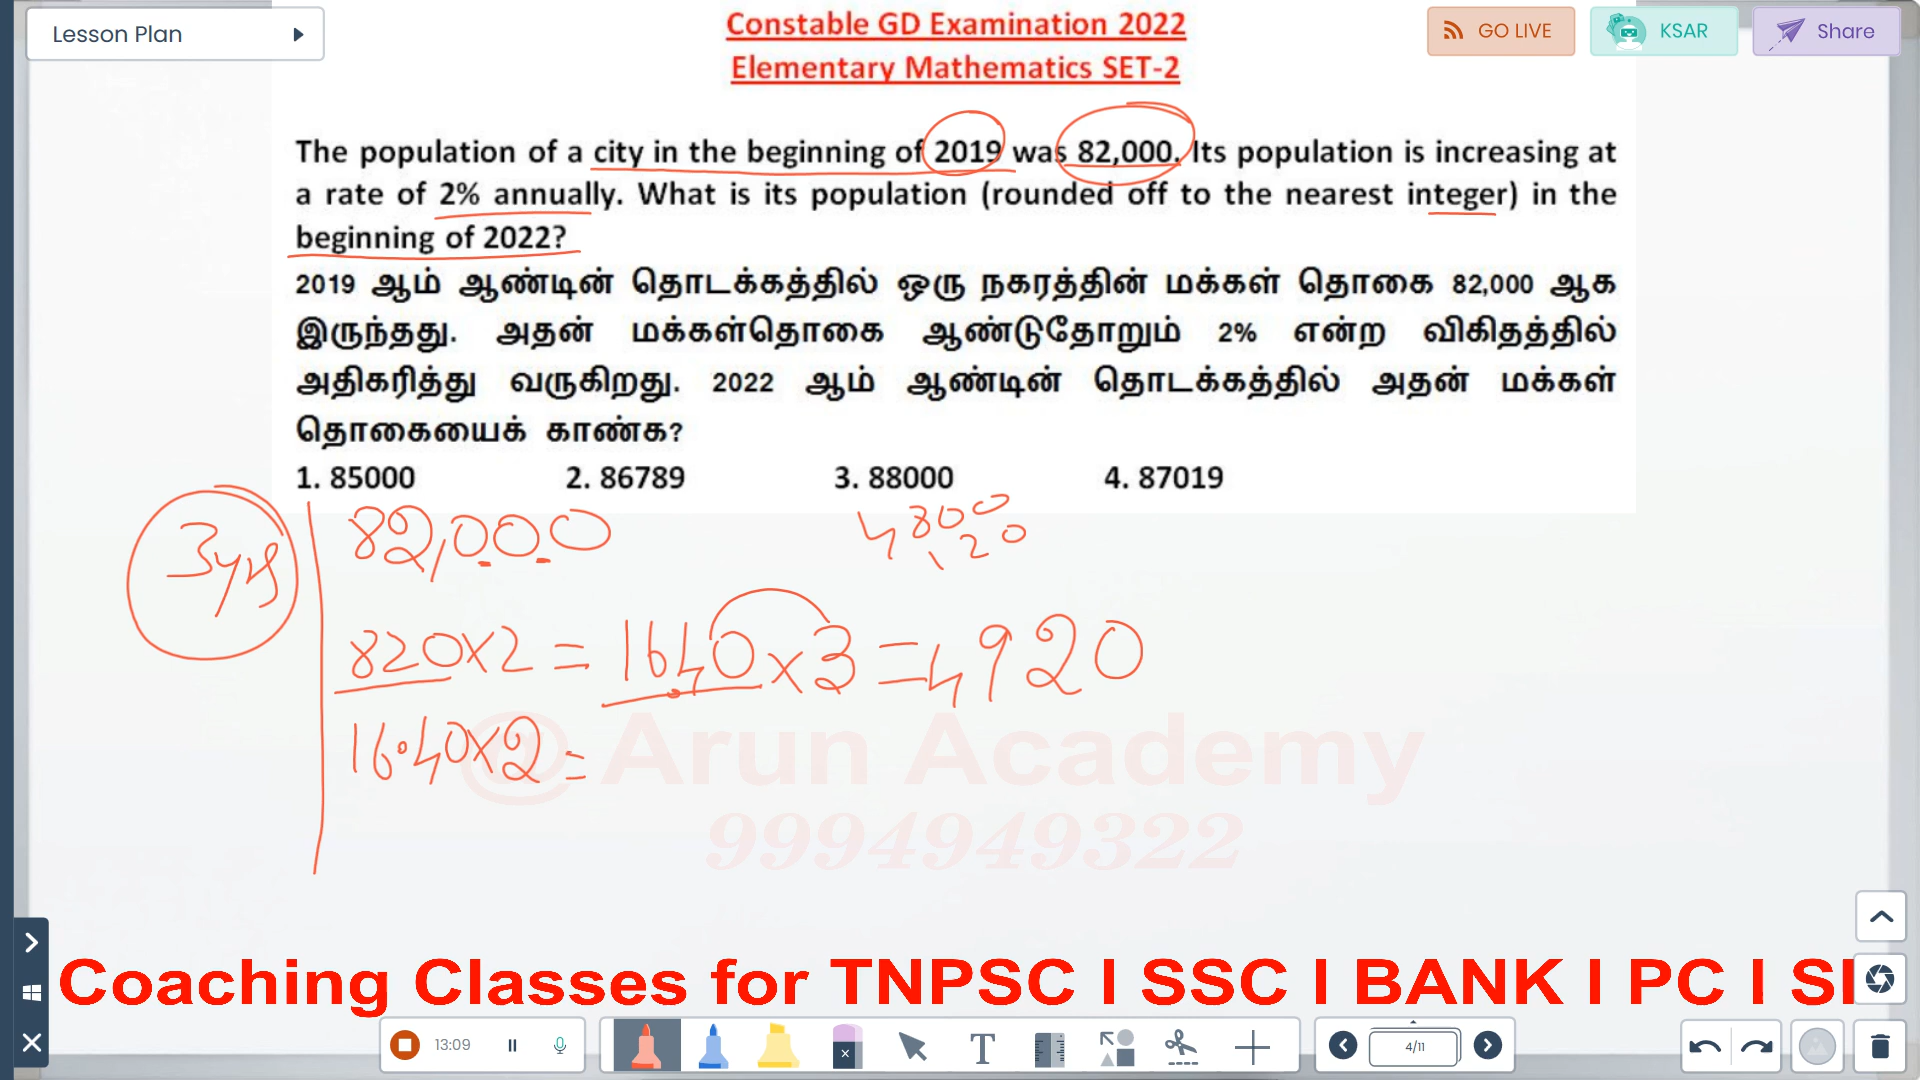 Lesson Plan
GO LIVE
KSAR
Share
Constable GD Examination 2022
Elementary Mathematics SET-2
The population of a city in the beginning of 2019 was 82,000. Its population is increasing at
a rate of 2% annually. What is its population (rounded off to the nearest integer) in the
beginning of 2022?
2019 ஆம் ஆண்டின் தொடக்கத்தில் ஒரு நகரத்தின் மக்கள் தொகை 82,000 ஆக
இருந்தது. அதன் மக்கள்தொகை ஆண்டுதோறும் 2% என்ற விகிதத்தில்
அதிகரித்து வருகிறது. 2022 ஆம் ஆண்டின் தொடக்கத்தில் அதன் மக்கள்
தொகையைக் காண்க?
1. 85000 2. 86789 3. 88000 4. 87019
3yrs
82,000
4800
120
820x2 = 1640x3 = 4920
16.40x2 =
@ Arun Academy
9994949322
Coaching Classes for TNPSC I SSC I BANK I PC I SI
13:09
T
4/11